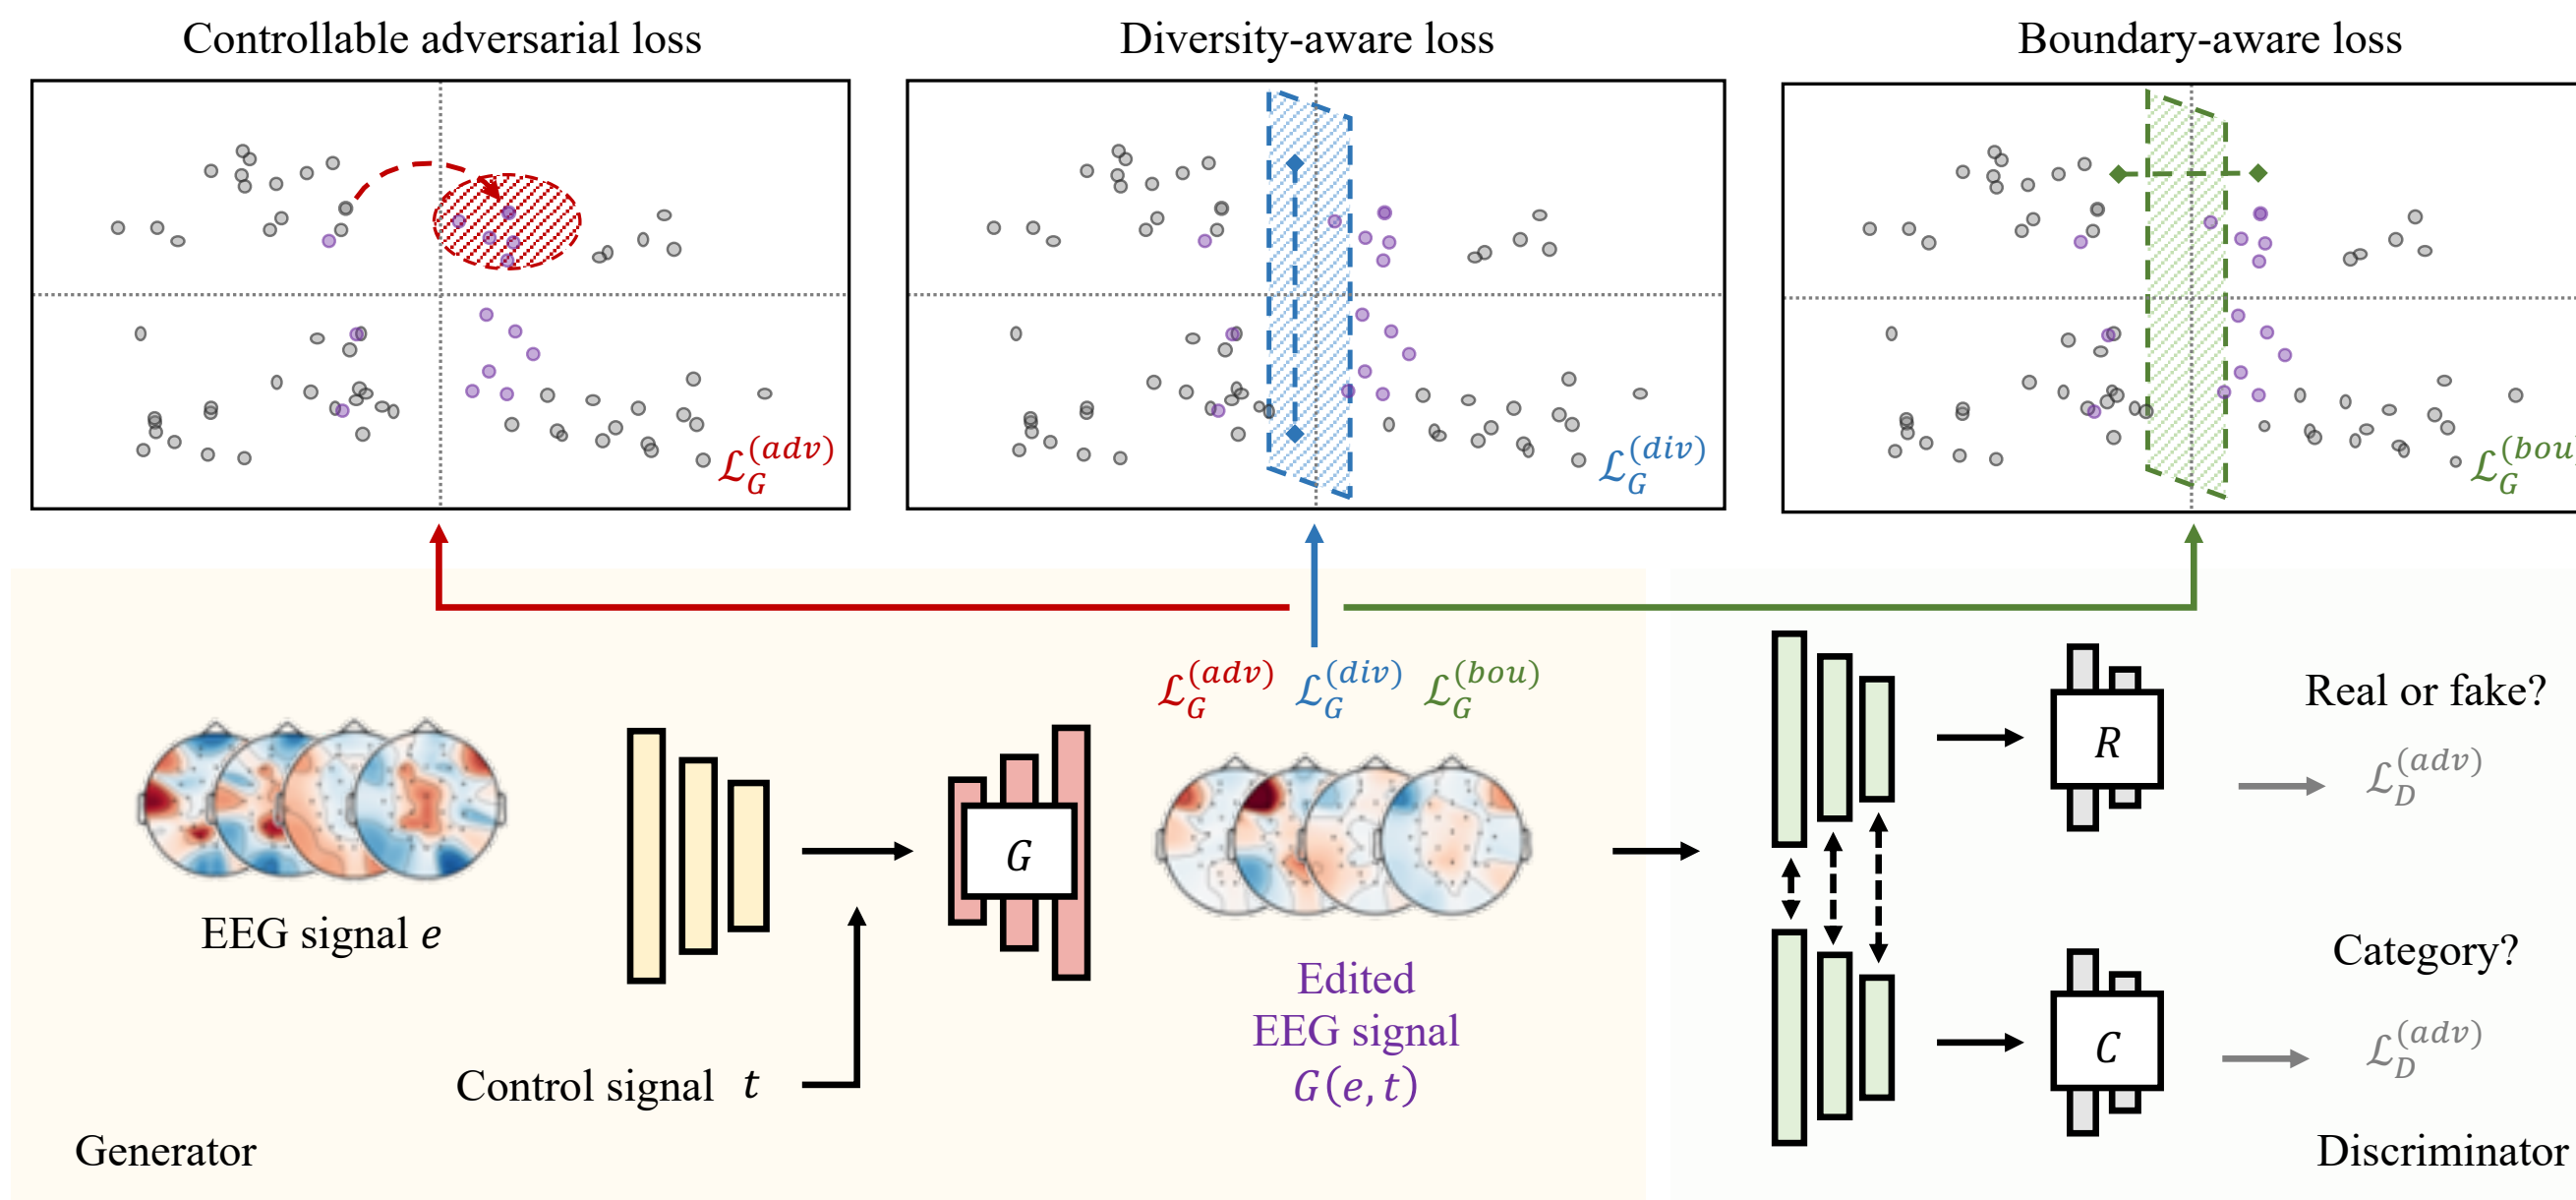 Controllable adversarial loss
Diversity-aware loss
Boundary-aware loss
ℒ_G^(adv)
ℒ_G^(div)
ℒ_G^(bou
ℒ_G^(adv) ℒ_G^(div) ℒ_G^(bou)
EEG signal e
Control signal t
G
Edited
EEG signal
G(e, t)
Generator
R
Real or fake?
ℒ_D^(adv)
C
Category?
ℒ_D^(adv)
Discriminator